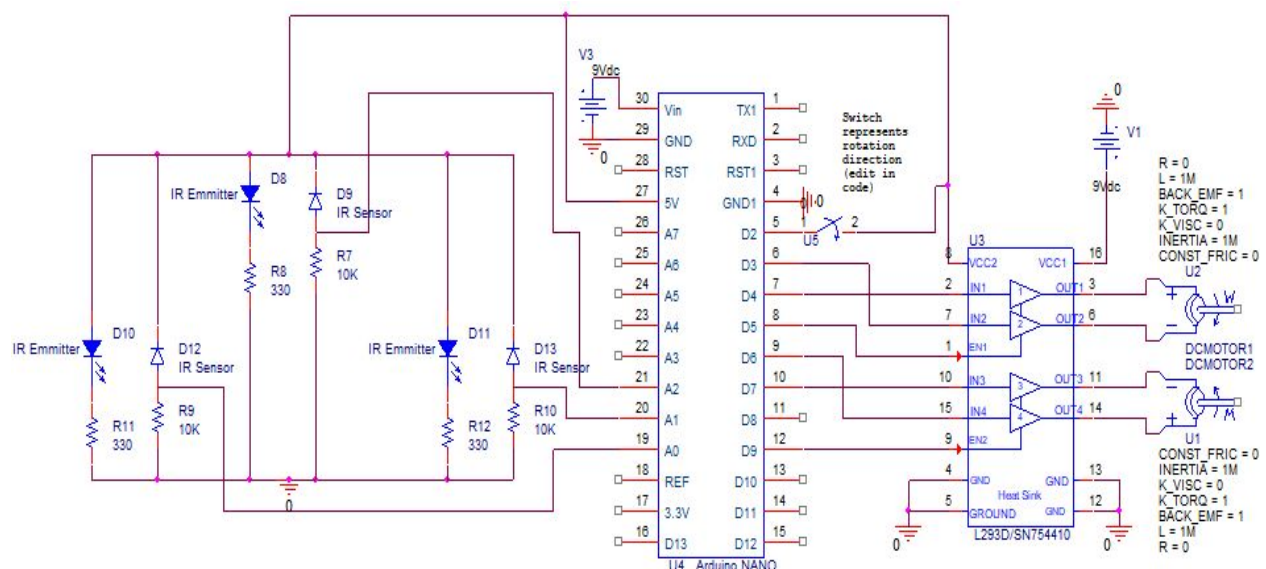 V3
9Vdc
0
D8
IR Emmitter
R8
330
D9
IR Sensor
R7
10K
D10
IR Emmitter
R11
330
D12
IR Sensor
R9
10K
D11
IR Emmitter
R12
330
D13
IR Sensor
R10
10K
0
30 Vin
29 GND
28 RST
27 5V
26 A7
25 A6
24 A5
23 A4
22 A3
21 A2
20 A1
19 A0
18 REF
17 3.3V
16 D13
TX1 1
RXD 2
RST1 3
GND1 4
D2 5
D3 6
D4 7
D5 8
D6 9
D7 10
D8 11
D9 12
D10 13
D11 14
D12 15
U4 Arduino NANO
0
Switch
represents
rotation
direction
(edit in
code)
1
U5
2
0
V1
9Vdc
U3
8 VCC2
VCC1 16
2 IN1
1
OUT1 3
7 IN2
2
OUT2 6
1 EN1
10 IN3
3
OUT3 11
15 IN4
4
OUT4 14
9 EN2
4 GND
GND 13
Heat Sink
5 GROUND
GND 12
L293D/SN754410
0
0
R = 0
L = 1M
BACK_EMF = 1
K_TORQ = 1
K_VISC = 0
INERTIA = 1M
CONST_FRIC = 0
U2
+
W
−
DCMOTOR1
DCMOTOR2
−
+
U1
CONST_FRIC = 0
INERTIA = 1M
K_VISC = 0
K_TORQ = 1
BACK_EMF = 1
L = 1M
R = 0